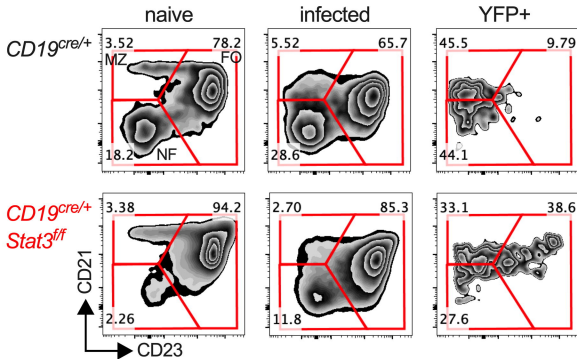 naive infected YFP+
CD19cre/+
3.52 78.2 5.52 65.7 45.5 9.79
MZ FO
18.2 NF 28.6 44.1
CD19cre/+
Stat3f/f
3.38 94.2 2.70 85.3 33.1 38.6
2.26 11.8 27.6
CD21
CD23